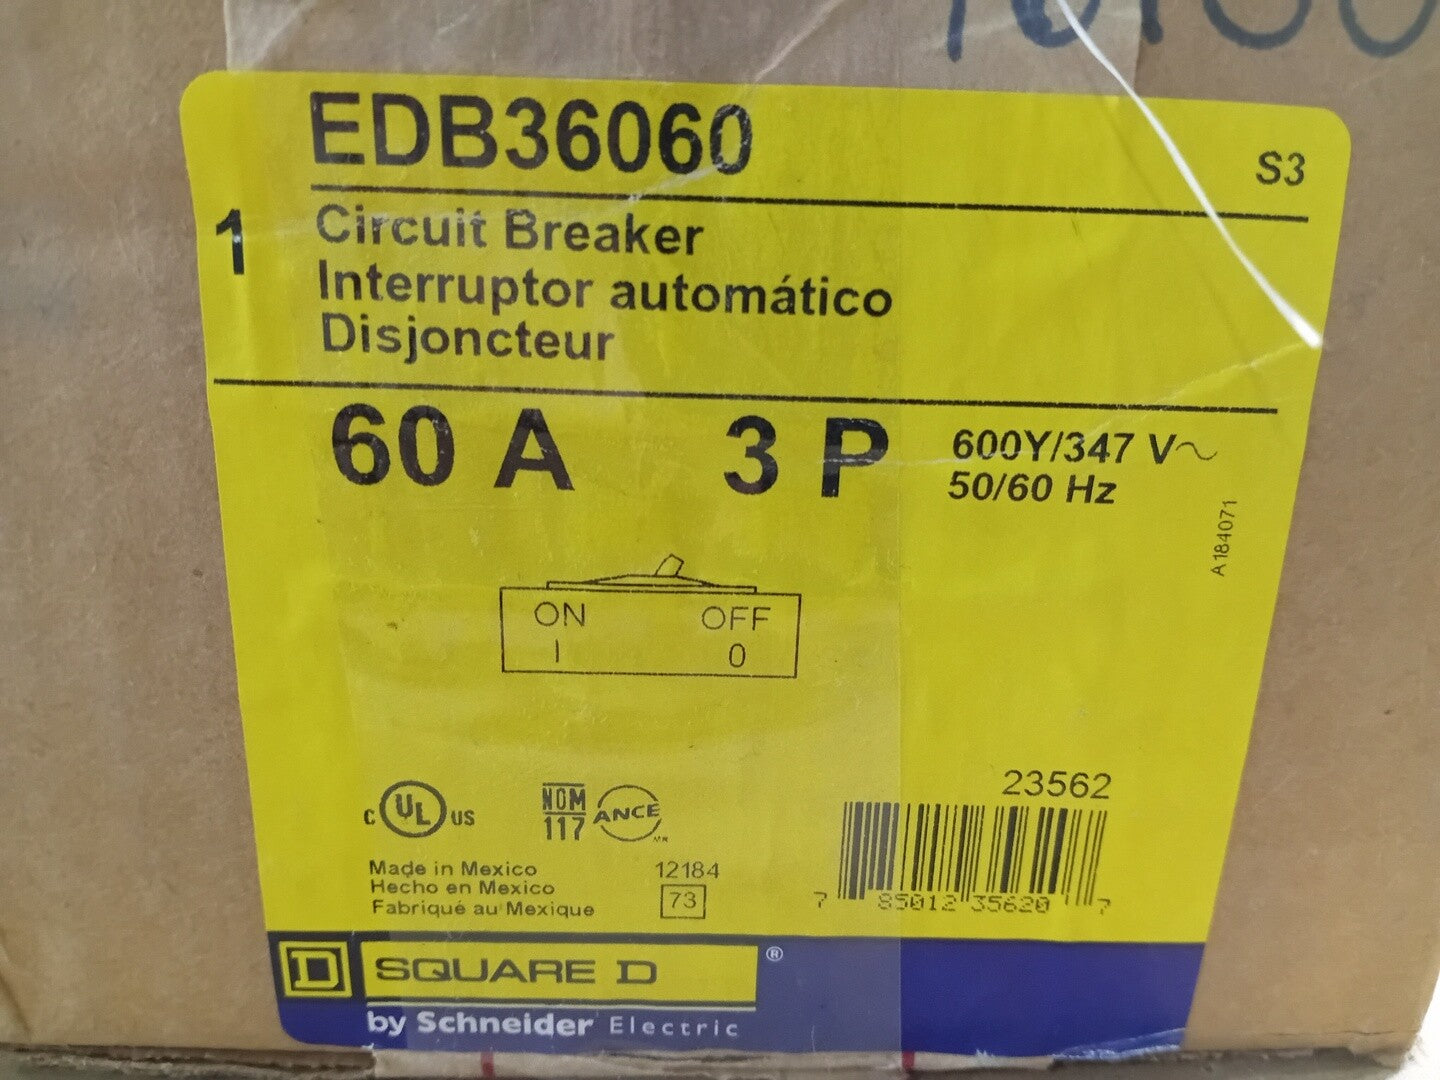 EDB36060
S3
1
Circuit Breaker
Interruptor automático
Disjoncteur
60 A 3 P 600Y/347 V~
50/60 Hz
A184071
ON OFF
I 0
23562
C UL US
NOM
117
ANCE
Made in Mexico 12184
Hecho en Mexico
Fabriqué au Mexique 73
7 85012 35620 7
D SQUARE D ®
by Schneider Electric